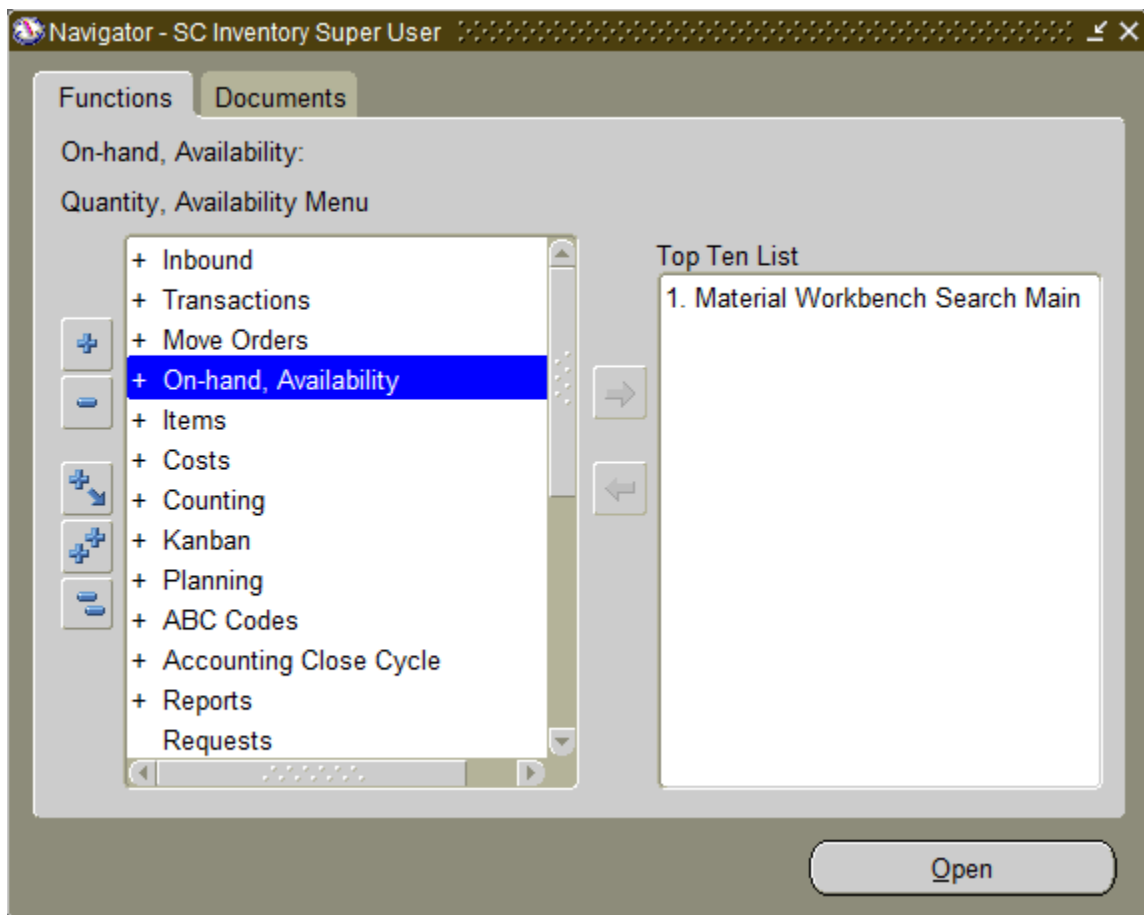 Navigator - SC Inventory Super User
Functions
Documents
On-hand, Availability:
Quantity, Availability Menu
+ Inbound
+ Transactions
+ Move Orders
+ On-hand, Availability
+ Items
+ Costs
+ Counting
+ Kanban
+ Planning
+ ABC Codes
+ Accounting Close Cycle
+ Reports
Requests
Top Ten List
1. Material Workbench Search Main
Open